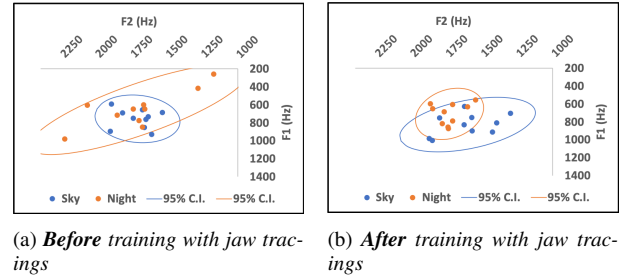 F2 (Hz)
2250 2000 1750 1500 1250 1000
200
400
600
800
1000
1200
1400
F1 (Hz)
Sky Night 95% C.I. 95% C.I.
(a) Before training with jaw trac-
ings
F2 (Hz)
2250 2000 1750 1500 1250 1000
200
400
600
800
1000
1200
1400
F1 (Hz)
Sky Night 95% C.I. 95% C.I.
(b) After training with jaw trac-
ings